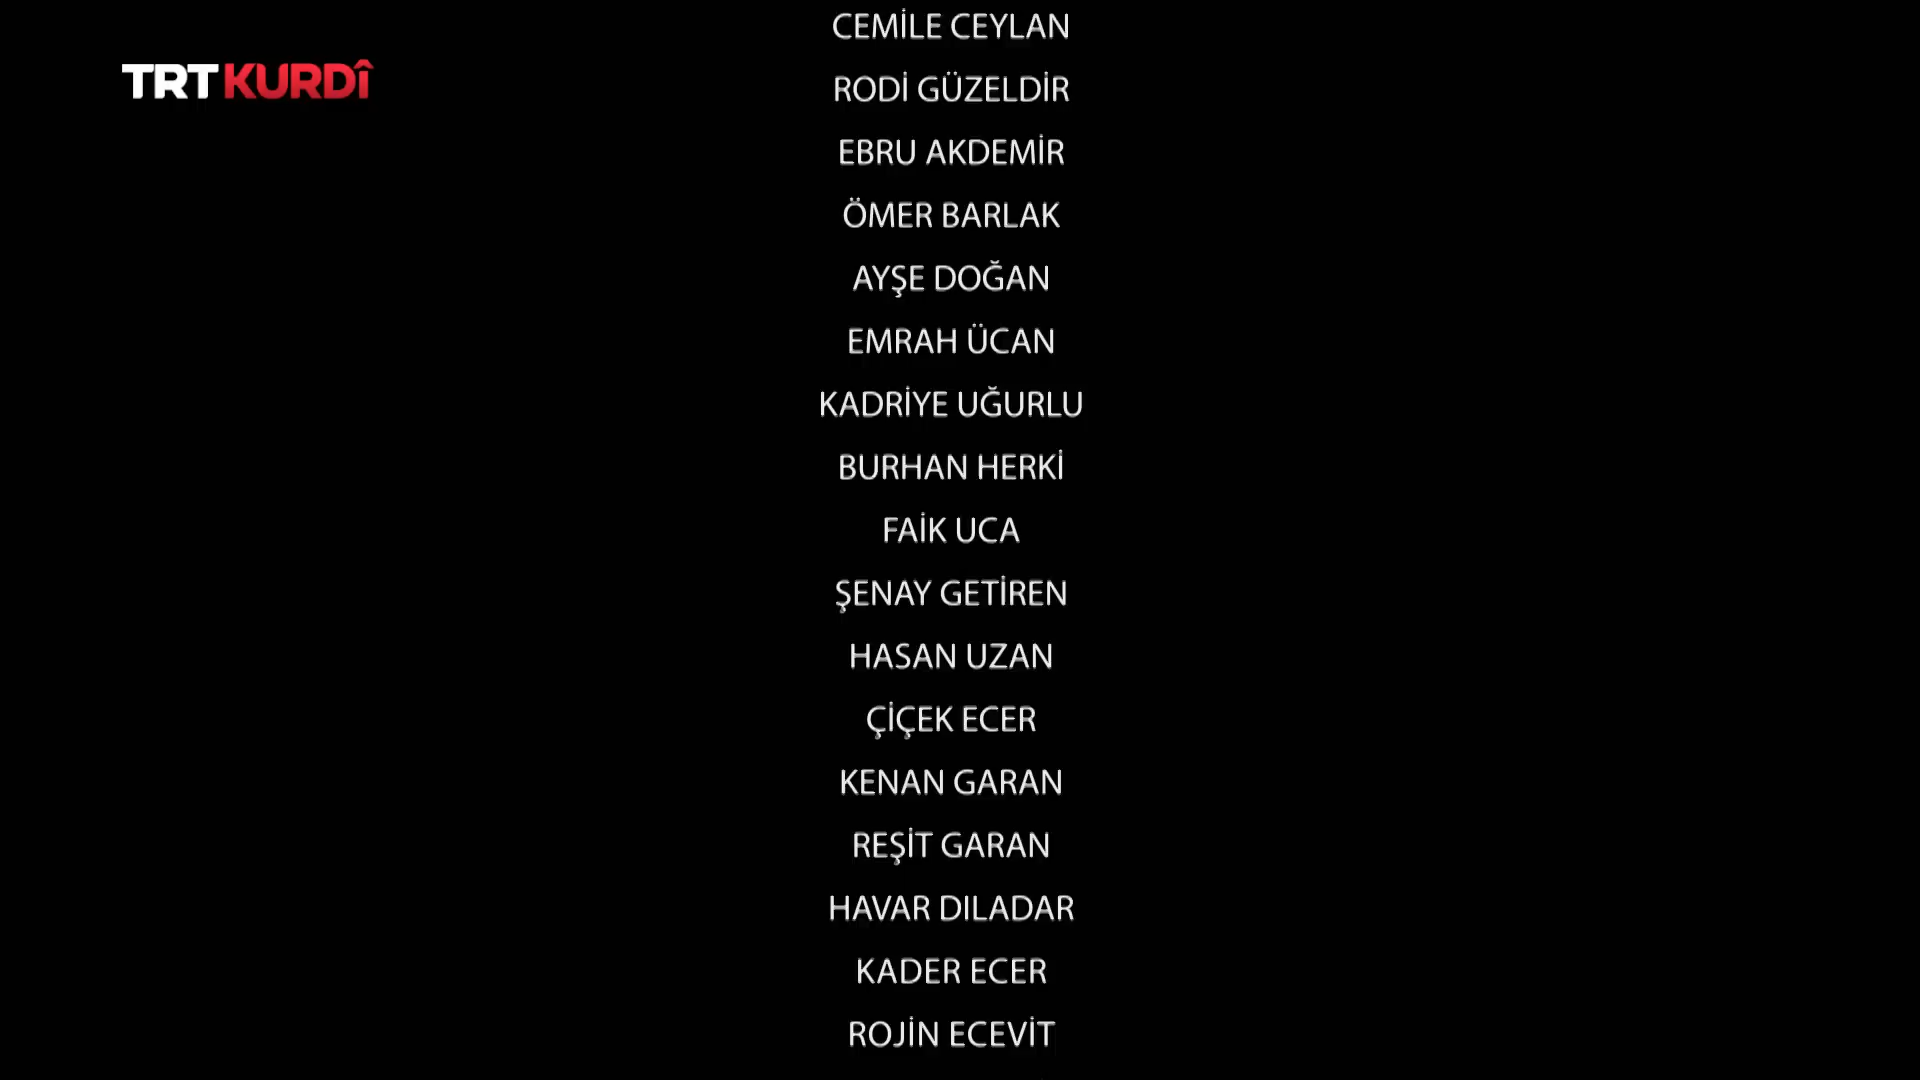 CEMİLE CEYLAN
TRT KURDÎ
RODİ GÜZELDİR
EBRU AKDEMİR
ÖMER BARLAK
AYŞE DOĞAN
EMRAH ÜCAN
KADRİYE UĞURLU
BURHAN HERKİ
FAİK UCA
ŞENAY GETİREN
HASAN UZAN
ÇİÇEK ECER
KENAN GARAN
REŞİT GARAN
HAVAR DILADAR
KADER ECER
ROJİN ECEVİT